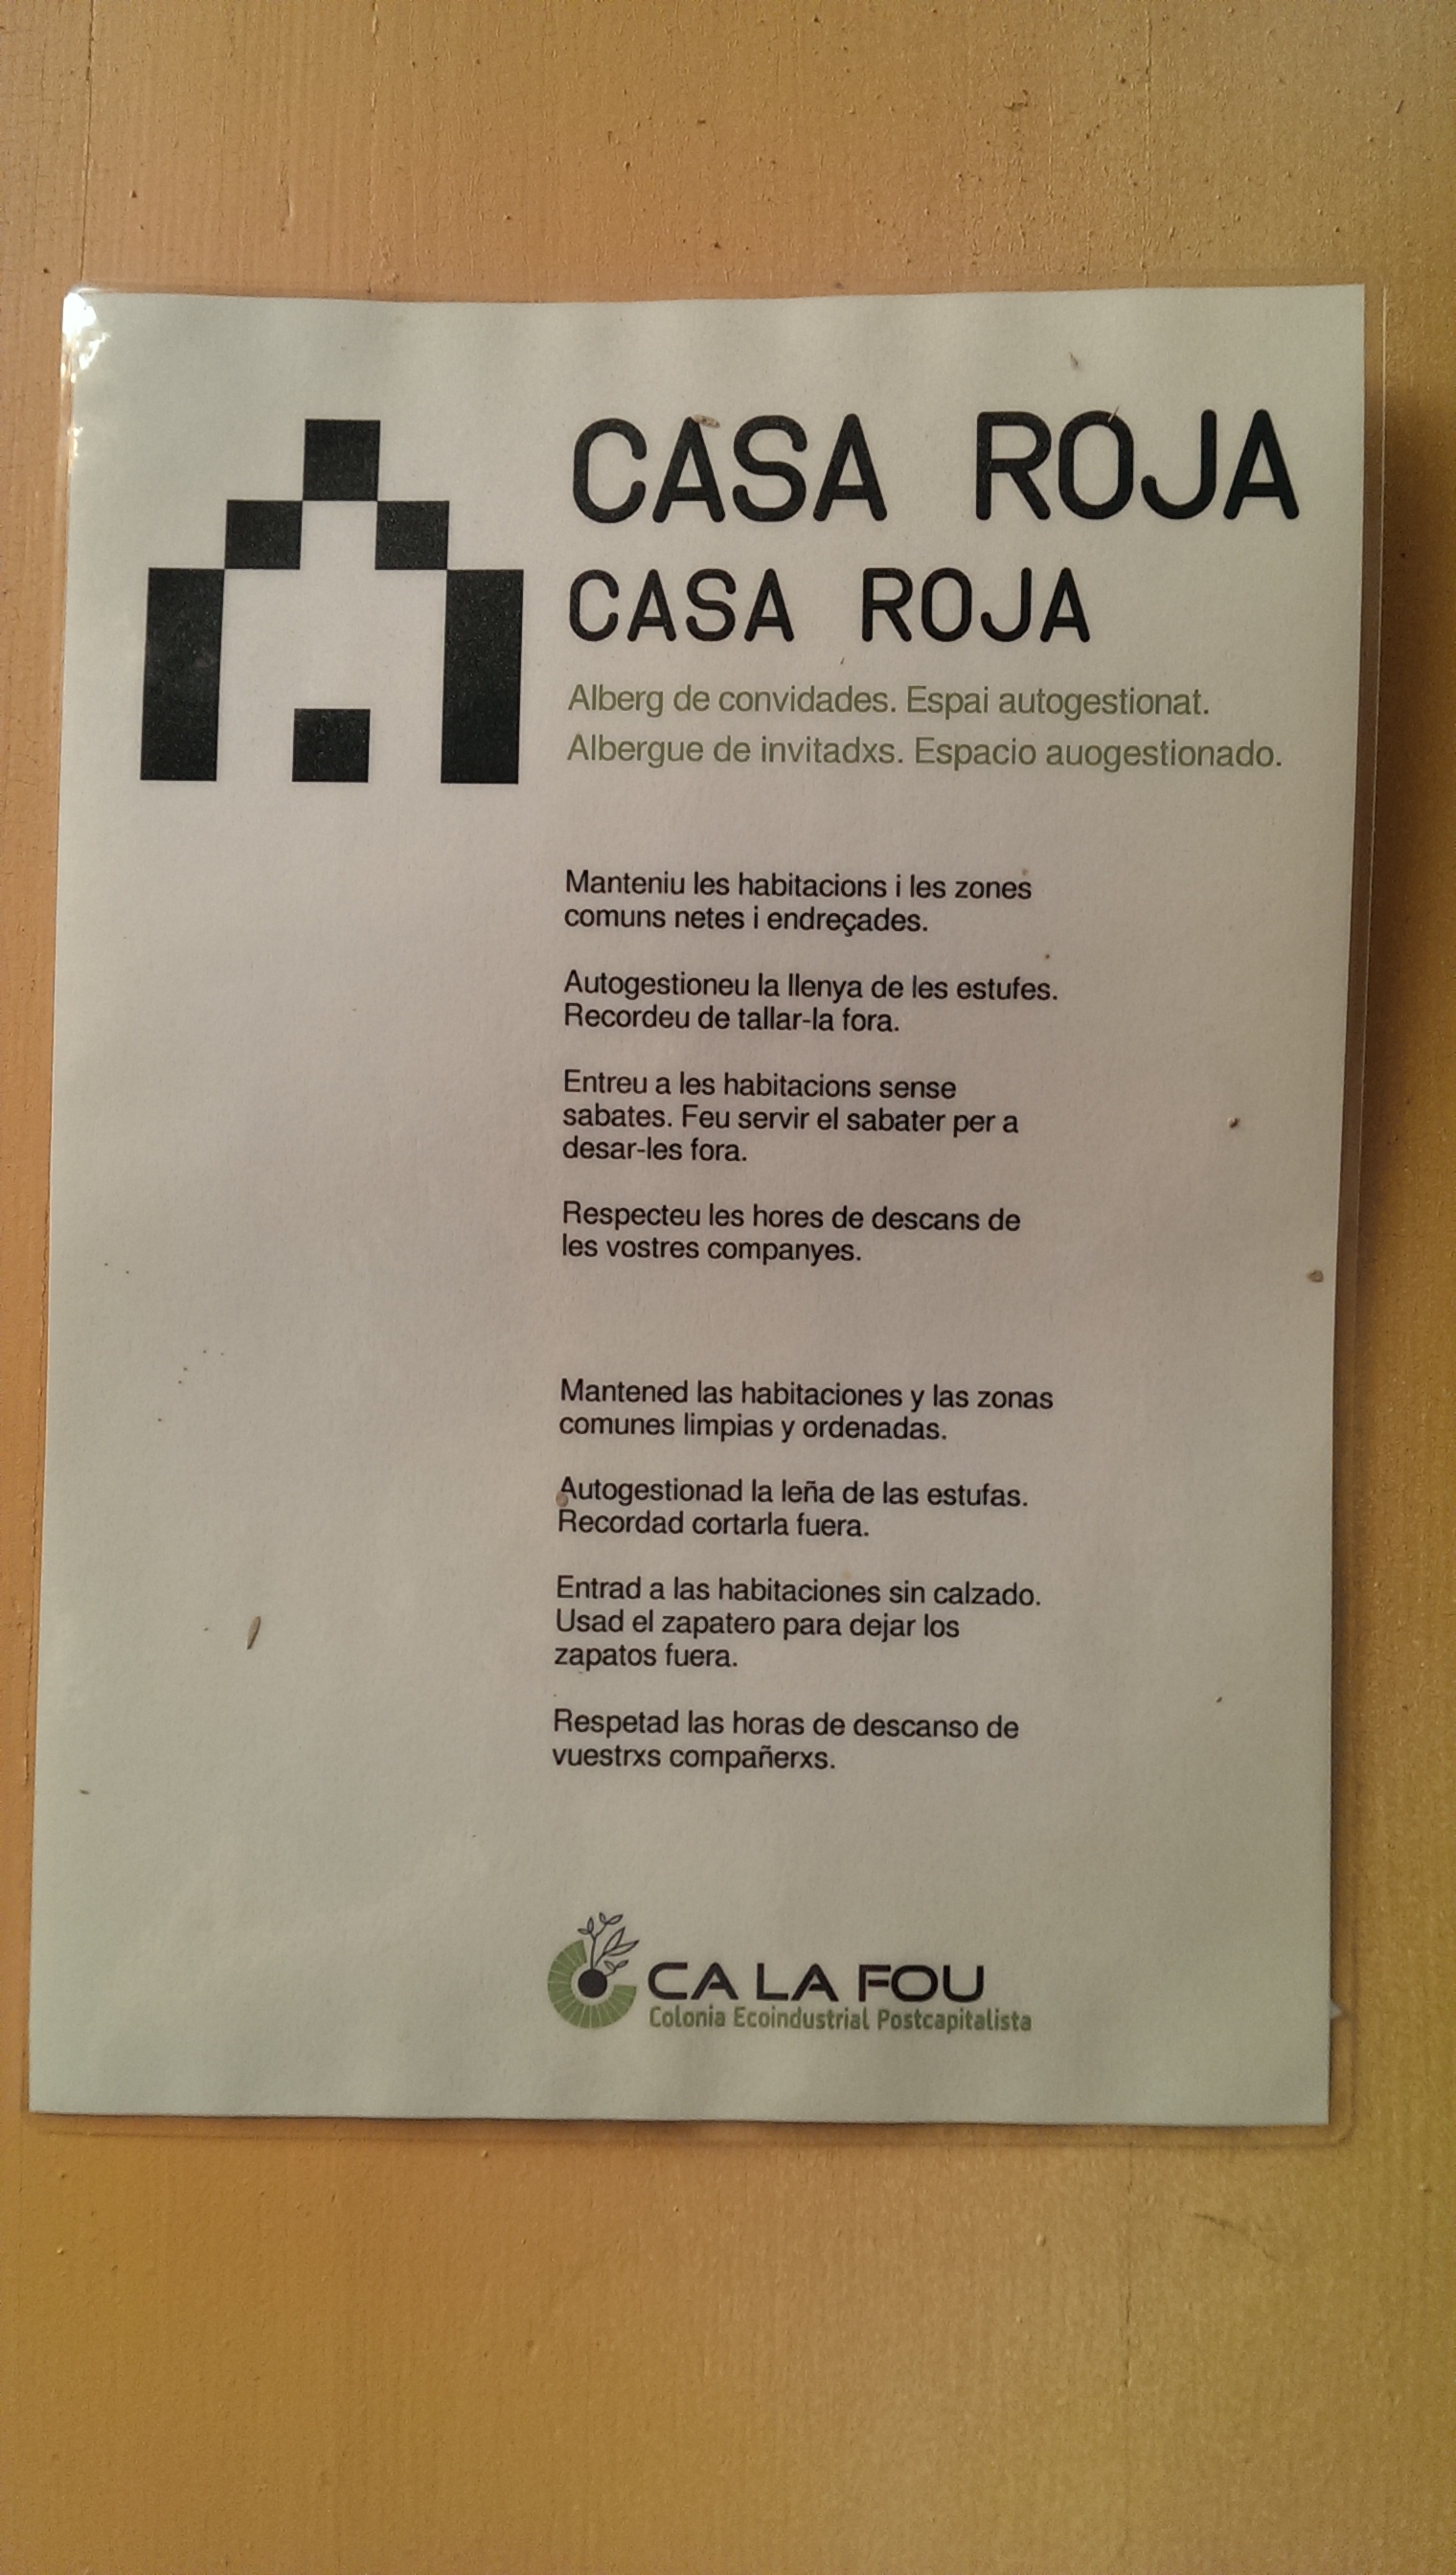 CASA ROJA
CASA ROJA
Alberg de convidades. Espai autogestionat.
Albergue de invitadxs. Espacio auogestionado.
Manteniu les habitacions i les zones
comuns netes i endreçades.
Autogestioneu la llenya de les estufes.
Recordeu de tallar-la fora.
Entreu a les habitacions sense
sabates. Feu servir el sabater per a
desar-les fora.
Respecteu les hores de descans de
les vostres companyes.
Mantened las habitaciones y las zonas
comunes limpias y ordenadas.
Autogestionad la leña de las estufas.
Recordad cortarla fuera.
Entrad a las habitaciones sin calzado.
Usad el zapatero para dejar los
zapatos fuera.
Respetad las horas de descanso de
vuestrxs compañerxs.
CA LA FOU
Colonia Ecoindustrial Postcapitalista